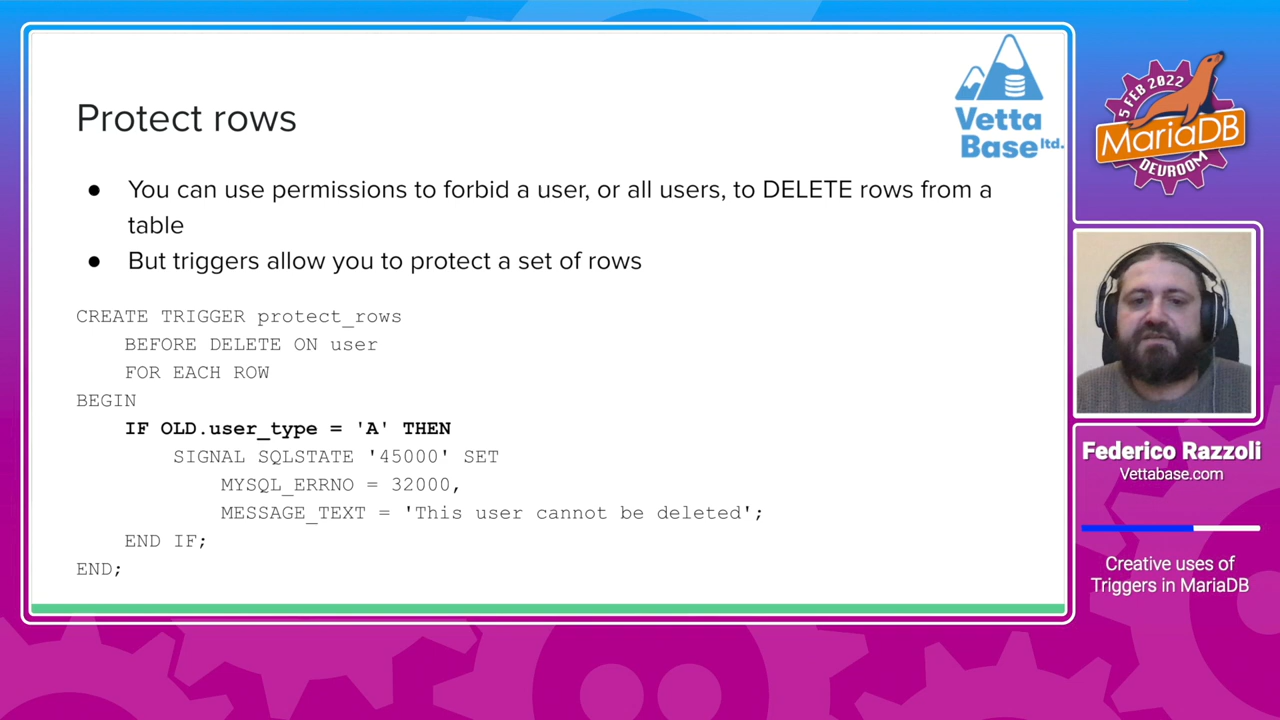 Protect rows
● You can use permissions to forbid a user, or all users, to DELETE rows from a
table
● But triggers allow you to protect a set of rows
CREATE TRIGGER protect_rows
BEFORE DELETE ON user
FOR EACH ROW
BEGIN
IF OLD.user_type = 'A' THEN
SIGNAL SQLSTATE '45000' SET
MYSQL_ERRNO = 32000,
MESSAGE_TEXT = 'This user cannot be deleted';
END IF;
END;
Vetta
Base ltd.
5 FEB 2022
MariaDB
DEVROOM
Federico Razzoli
Vettabase.com
Creative uses of
Triggers in MariaDB